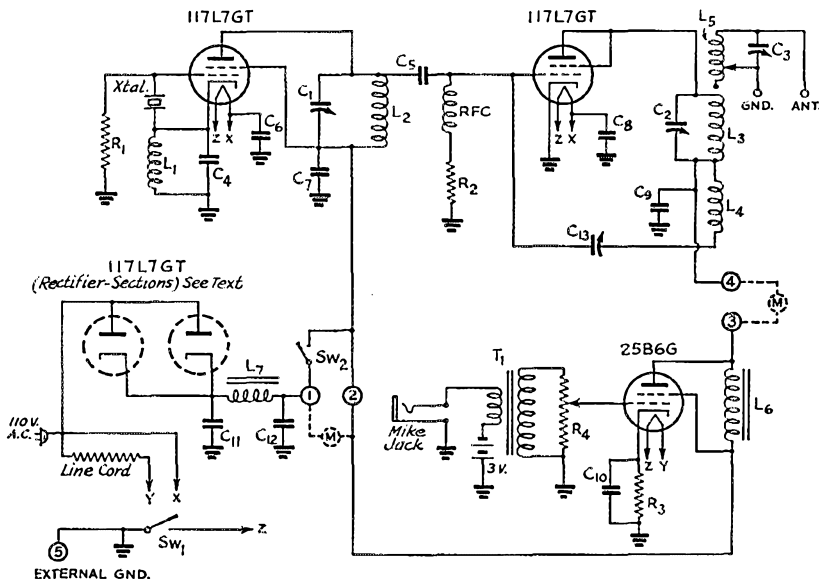 117L7GT
117L7GT
L5
C5
C3
Xtal.
C1
L2
RFC
C2
GND.
ANT.
C6
Z
X
C8
Z
X
L3
R1
L1
C4
C7
R2
C9
L4
C13
117L7GT
(Rectifier-Sections) See Text
4
M
3
Sw2
25B6G
L7
T1
1
2
L6
110 V.
A.C.
C11
C12
M
Mike
Jack
R4
3 V.
Z
Y
C10
R3
Line Cord
Y
X
Z
5
Sw1
EXTERNAL GND.